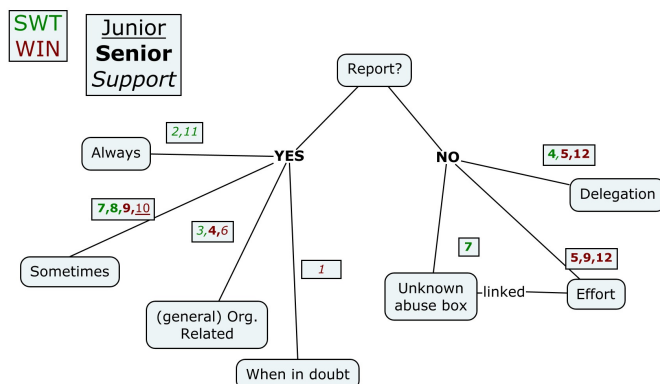 SWT
WIN
Junior
Senior
Support
Report?
2,11
Always
YES
NO
4,5,12
Delegation
7,8,9,10
3,4,6
7
5,9,12
Sometimes
1
Unknown
abuse box
linked
Effort
(general) Org.
Related
When in doubt